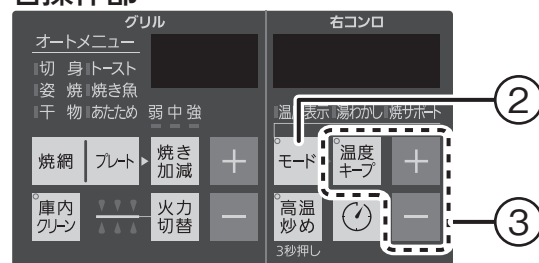 グリル
オートメニュー
切 身 トースト
姿 焼 焼き魚
干 物 あたため 弱 中 強
焼網 プレート 焼き加減 +
庫内クリーン 火力切替 −
右コンロ
温度表示 湯わかし 焼サポート
モード 温度キープ +
高温炒め −
3秒押し
②
③